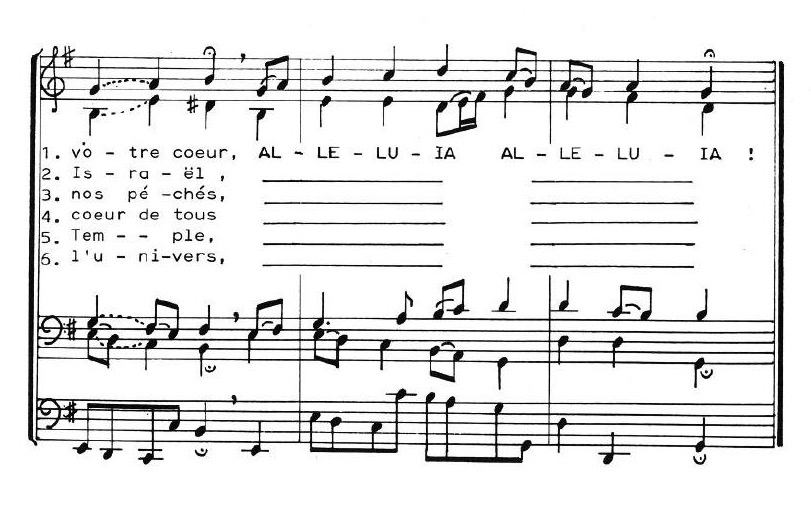 1. vo - tre coeur, AL - LE - LU - IA AL - LE - LU - IA !
2. Is - ra - ël ,
3. nos pé -chés,
4. coeur de tous
5. Tem - - ple,
6. l'u - ni-vers,